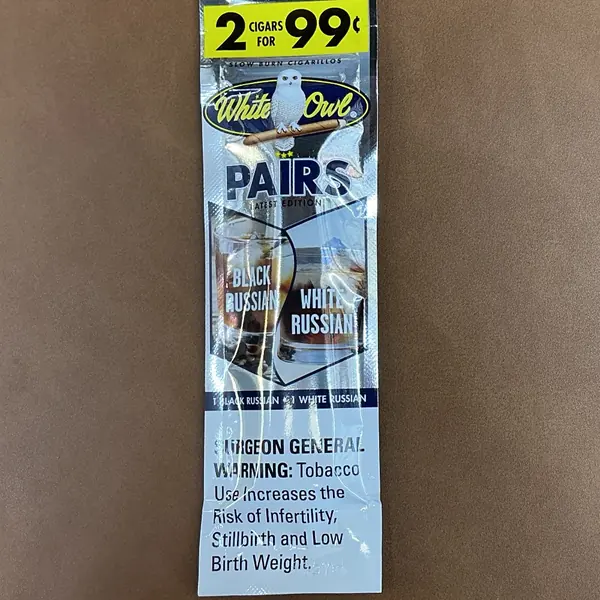 2 CIGARS FOR 99¢
SLOW BURN CIGARILLOS
White Owl
PAIRS
LATEST EDITION
BLACK
RUSSIAN
WHITE
RUSSIAN
1 BLACK RUSSIAN 1 WHITE RUSSIAN
SURGEON GENERAL
WARNING: Tobacco
Use Increases the
Risk of Infertility,
Stillbirth and Low
Birth Weight.